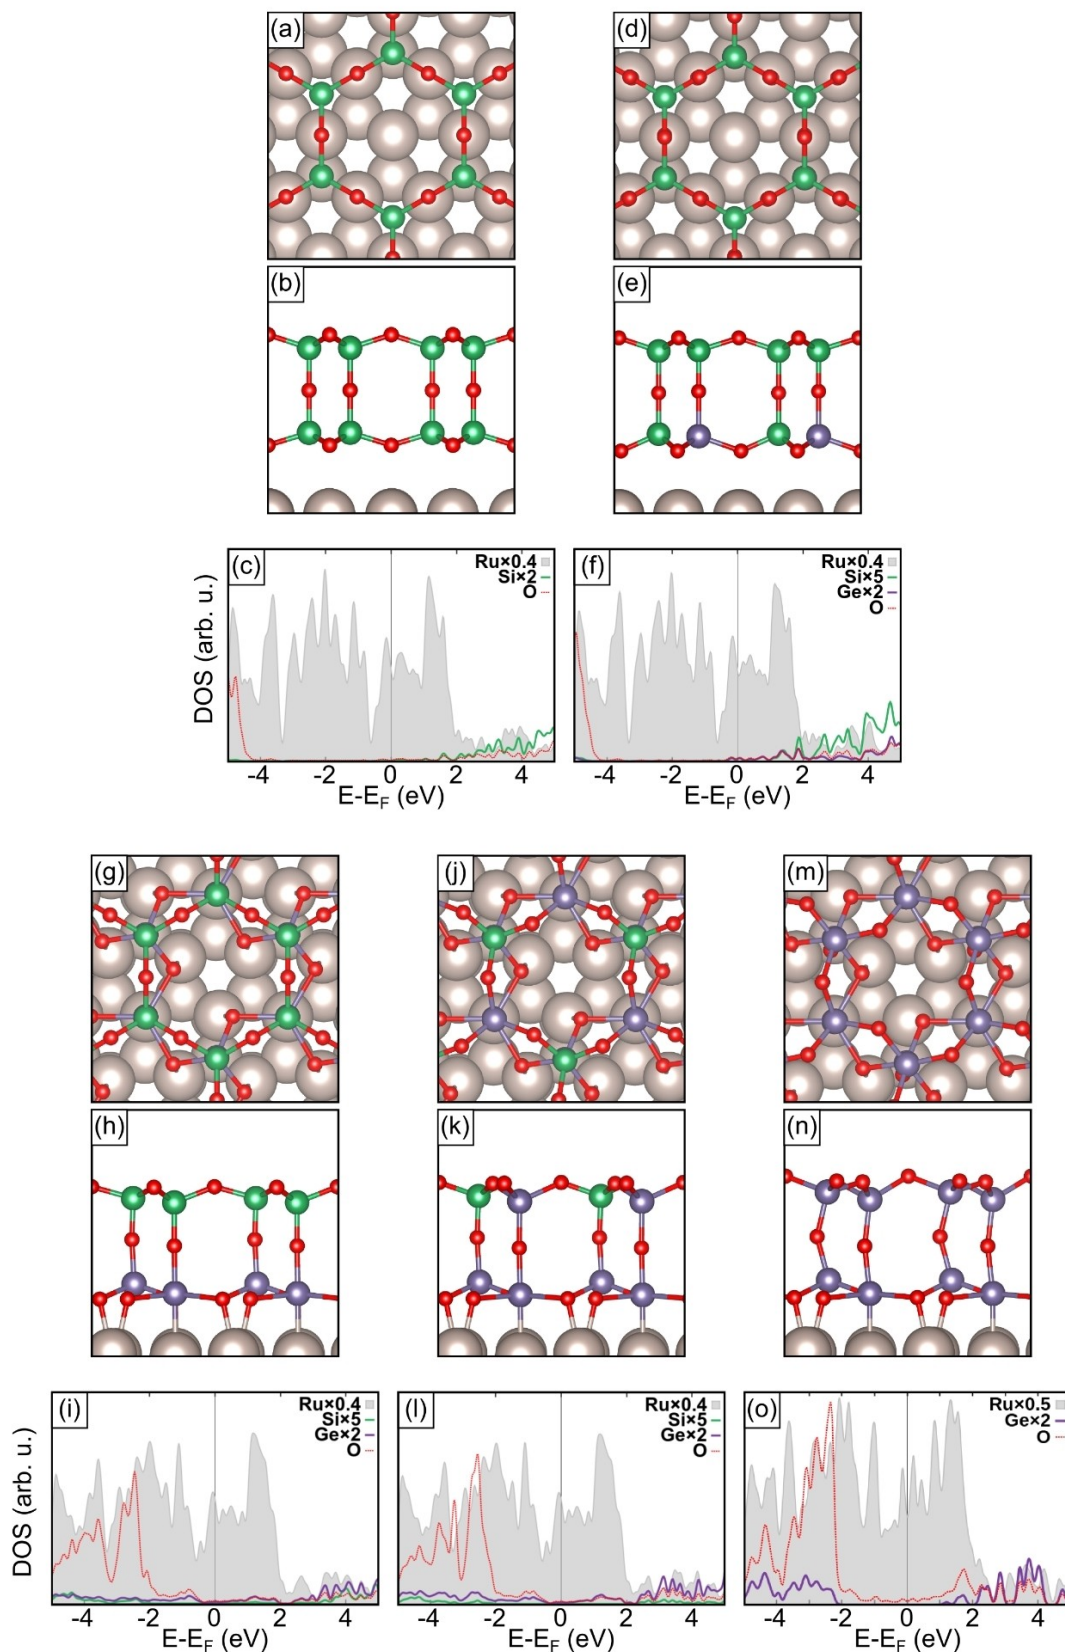 (a)
(d)
(b)
(e)
(c)
Ru×0.4
Si×2
O
(f)
Ru×0.4
Si×5
Ge×2
O
DOS (arb. u.)
-4 -2 0 2 4
-4 -2 0 2 4
E-E_F (eV)
E-E_F (eV)
(g)
(j)
(m)
(h)
(k)
(n)
(i)
Ru×0.4
Si×5
Ge×2
O
(l)
Ru×0.4
Si×5
Ge×2
O
(o)
Ru×0.5
Ge×2
O
DOS (arb. u.)
-4 -2 0 2 4
-4 -2 0 2 4
-4 -2 0 2 4
E-E_F (eV)
E-E_F (eV)
E-E_F (eV)